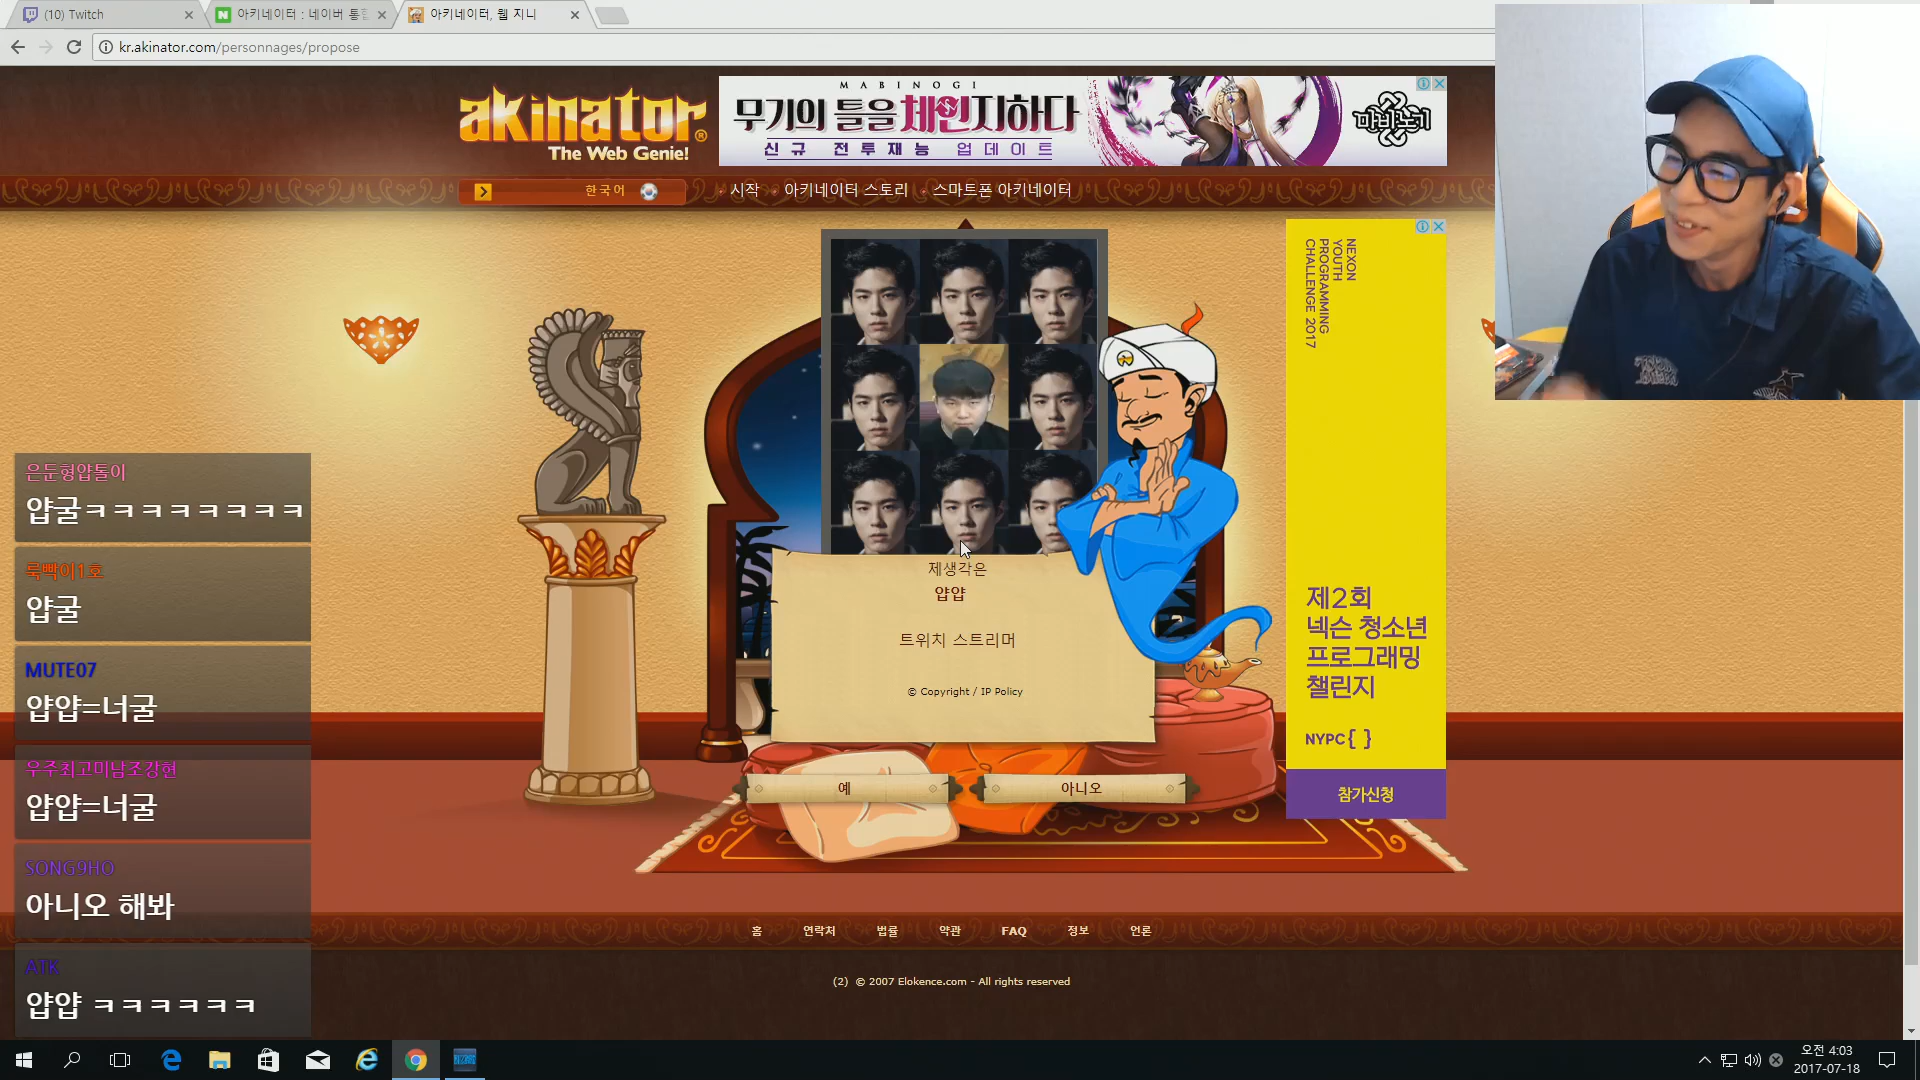 (10) Twitch
아키네이터 : 네이버 통합
아키네이터, 웹 지니
kr.akinator.com/personnages/propose
akinator®
The Web Genie!
MABINOGI
무기의 틀을 체인지하다
신규 전투재능 업데이트
마비노기
한국어
· 시작 · 아키네이터 스토리 · 스마트폰 아키네이터
NEXON
YOUTH
PROGRAMMING
CHALLENGE 2017
제2회
넥슨 청소년
프로그래밍
챌린지
NYPC{ }
참가신청
은둔형얍톨이
얍굴ㅋㅋㅋㅋㅋㅋㅋㅋ
룩빡이1호
얍굴
MUTE07
얍얍=너굴
우주최고미남조강현
얍얍=너굴
SONG9HO
아니오 해봐
ATK
얍얍 ㅋㅋㅋㅋㅋㅋ
제생각은
얍얍
트위치 스트리머
© Copyright / IP Policy
예
아니오
홈 연락처 법률 약관 FAQ 정보 언론
(2) © 2007 Elokence.com - All rights reserved
오전 4:03
2017-07-18